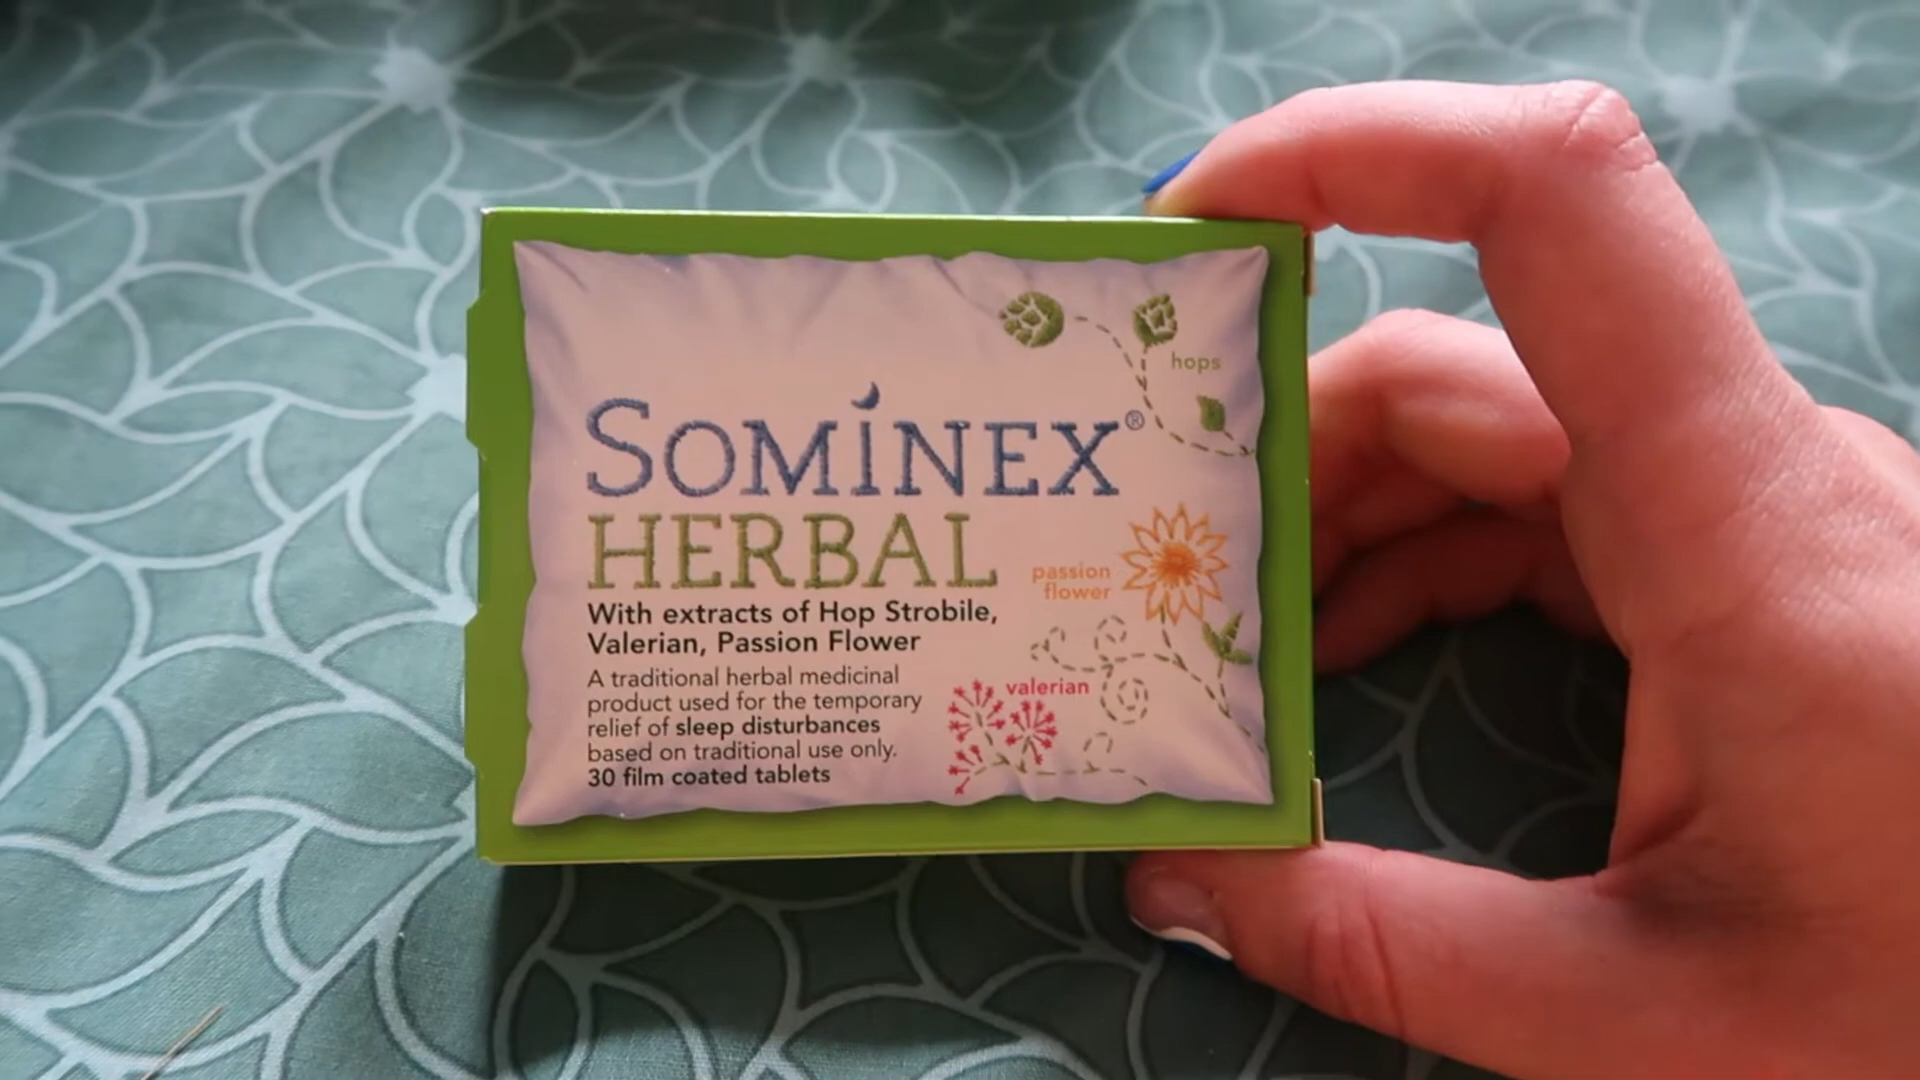 hops
SOMINEX®
HERBAL
With extracts of Hop Strobile,
Valerian, Passion Flower
A traditional herbal medicinal
product used for the temporary
relief of sleep disturbances
based on traditional use only.
30 film coated tablets
passion
flower
valerian